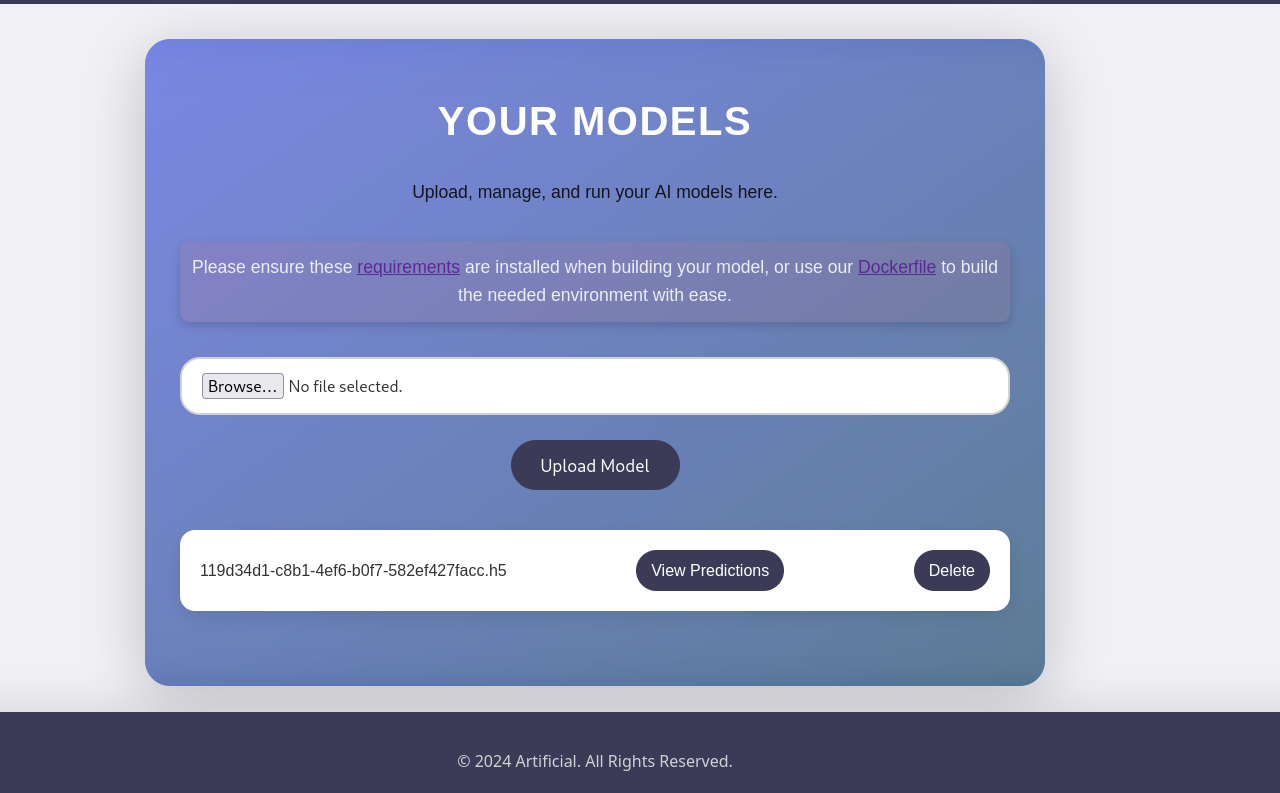 YOUR MODELS
Upload, manage, and run your AI models here.
Please ensure these requirements are installed when building your model, or use our Dockerfile to build
the needed environment with ease.
Browse... No file selected.
Upload Model
119d34d1-c8b1-4ef6-b0f7-582ef427facc.h5 View Predictions Delete
© 2024 Artificial. All Rights Reserved.